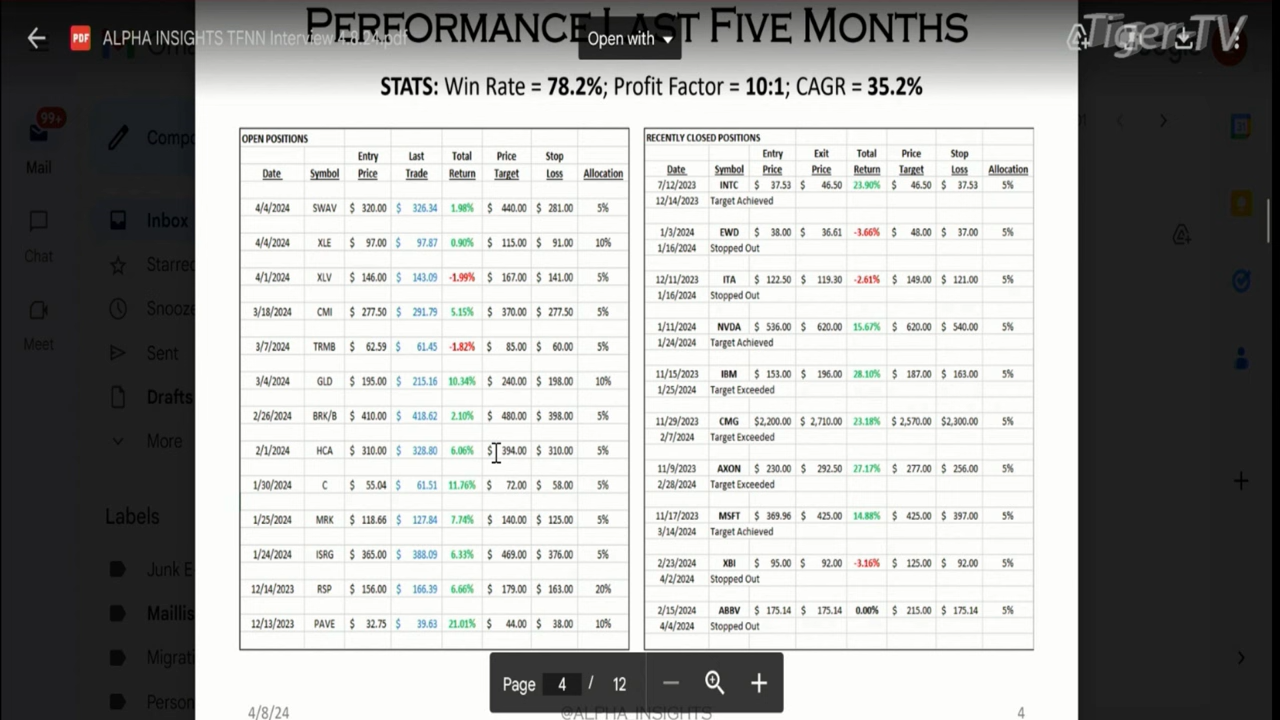 PERFORMANCE LAST FIVE MONTHS
ALPHA INSIGHTS TFNN Interview 4.8.24.pdf
PDF
Open with
TigerTV
STATS: Win Rate = 78.2%; Profit Factor = 10:1; CAGR = 35.2%
99+
Mail
Chat
Meet
Inbox
Sent
Drafts
More
Labels
OPEN POSITIONS
Date Symbol Entry Price Last Trade Total Return Price Target Stop Loss Allocation
4/4/2024 SWAV $ 320.00 $ 326.34 1.98% $ 440.00 $ 281.00 5%
4/4/2024 XLE $ 97.00 $ 97.87 0.90% $ 115.00 $ 91.00 10%
4/1/2024 XLV $ 146.00 $ 143.09 -1.99% $ 167.00 $ 141.00 5%
3/18/2024 CMI $ 277.50 $ 291.79 5.15% $ 370.00 $ 277.50 5%
3/7/2024 TRMB $ 62.59 $ 61.45 -1.82% $ 85.00 $ 60.00 5%
3/4/2024 GLD $ 195.00 $ 215.16 10.34% $ 240.00 $ 198.00 10%
2/26/2024 BRK/B $ 410.00 $ 418.62 2.10% $ 480.00 $ 398.00 5%
2/1/2024 HCA $ 310.00 $ 328.80 6.06% $ 394.00 $ 310.00 5%
1/30/2024 C $ 55.04 $ 61.51 11.76% $ 72.00 $ 58.00 5%
1/25/2024 MRK $ 118.66 $ 127.84 7.74% $ 140.00 $ 125.00 5%
1/24/2024 ISRG $ 365.00 $ 388.09 6.33% $ 469.00 $ 376.00 5%
12/14/2023 RSP $ 156.00 $ 166.39 6.66% $ 179.00 $ 163.00 20%
12/13/2023 PAVE $ 32.75 $ 39.63 21.01% $ 44.00 $ 38.00 10%
RECENTLY CLOSED POSITIONS
Date Symbol Entry Price Exit Price Total Return Price Target Stop Loss Allocation
7/12/2023 INTC $ 37.53 $ 46.50 23.90% $ 46.50 $ 37.53 5%
12/14/2023 Target Achieved
1/3/2024 EWD $ 38.00 $ 36.61 -3.66% $ 48.00 $ 37.00 5%
1/16/2024 Stopped Out
12/11/2023 ITA $ 122.50 $ 119.30 -2.61% $ 149.00 $ 121.00 5%
1/16/2024 Stopped Out
1/11/2024 NVDA $ 536.00 $ 620.00 15.67% $ 620.00 $ 540.00 5%
1/24/2024 Target Achieved
11/15/2023 IBM $ 153.00 $ 196.00 28.10% $ 187.00 $ 163.00 5%
1/25/2024 Target Exceeded
11/29/2023 CMG $2,200.00 $ 2,710.00 23.18% $ 2,570.00 $2,300.00 5%
2/7/2024 Target Exceeded
11/9/2023 AXON $ 230.00 $ 292.50 27.17% $ 277.00 $ 256.00 5%
2/28/2024 Target Exceeded
11/17/2023 MSFT $ 369.96 $ 425.00 14.88% $ 425.00 $ 397.00 5%
3/14/2024 Target Achieved
2/23/2024 XBI $ 95.00 $ 92.00 -3.16% $ 125.00 $ 92.00 5%
4/2/2024 Stopped Out
2/15/2024 ABBV $ 175.14 $ 175.14 0.00% $ 215.00 $ 175.14 5%
4/4/2024 Stopped Out
Page 4 / 12
4/8/24
@ALPHA_INSIGHTS
4